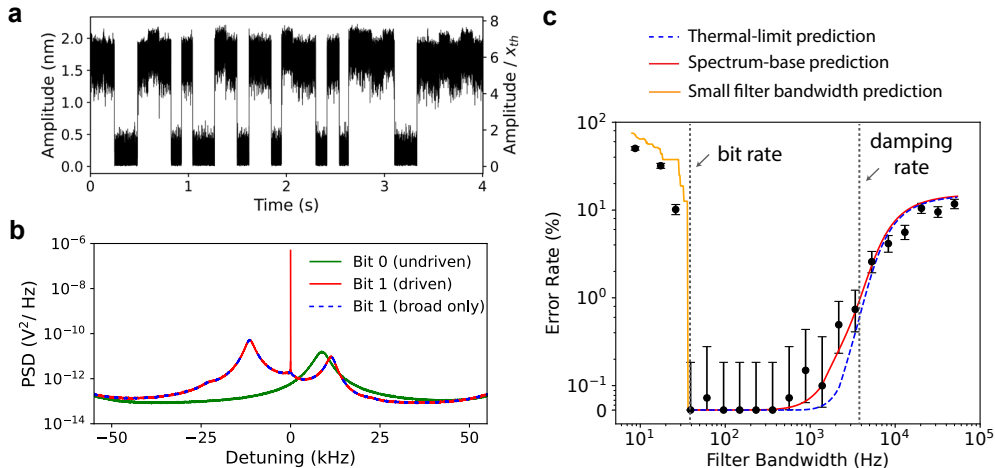 a
Amplitude (nm)
2.0
1.5
1.0
0.5
0.0
8
6
4
2
0
Amplitude / x_th
0 1 2 3 4
Time (s)
b
PSD (V²/ Hz)
10⁻⁶
10⁻⁸
10⁻¹⁰
10⁻¹²
10⁻¹⁴
Bit 0 (undriven)
Bit 1 (driven)
Bit 1 (broad only)
−50 −25 0 25 50
Detuning (kHz)
c
Thermal-limit prediction
Spectrum-base prediction
Small filter bandwidth prediction
Error Rate (%)
10²
10¹
10⁰
10⁻¹
0
bit rate
damping
rate
10¹ 10² 10³ 10⁴ 10⁵
Filter Bandwidth (Hz)